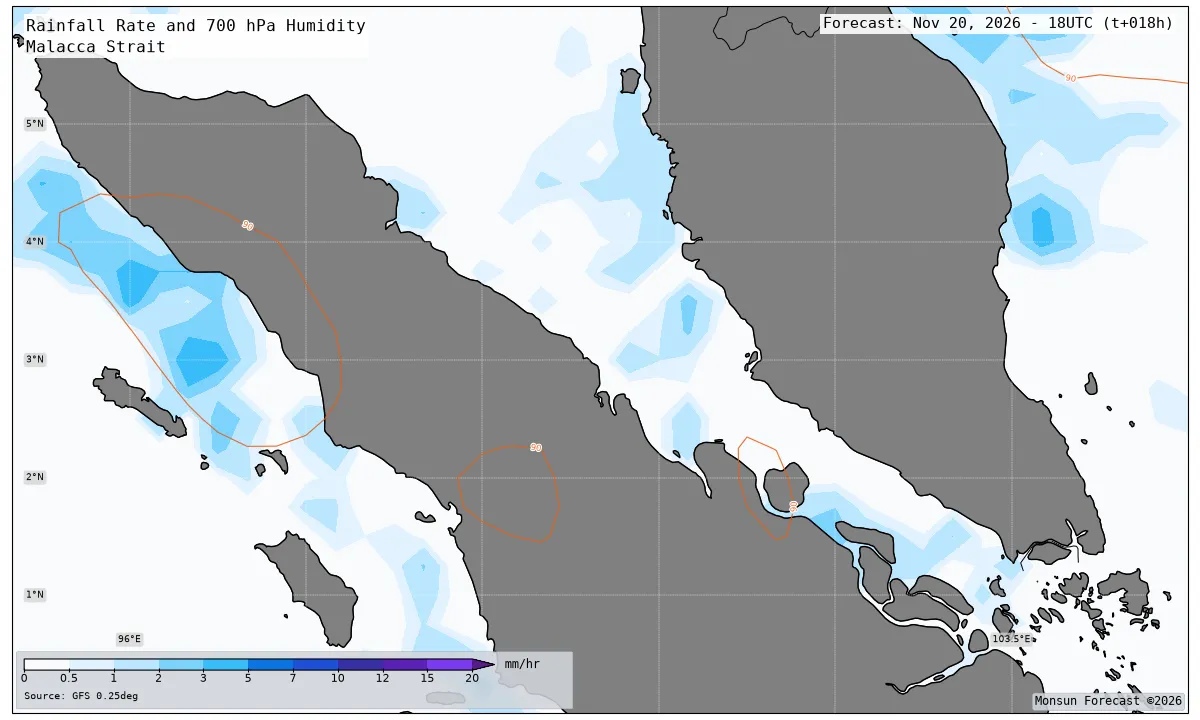 Rainfall Rate and 700 hPa Humidity
Malacca Strait
Forecast: Nov 20, 2026 - 18UTC (t+018h)
90
5°N
90
4°N
3°N
90
2°N
90
1°N
96°E
103.5°E
0 0.5 1 2 3 5 7 10 12 15 20
mm/hr
Source: GFS 0.25deg
Monsun Forecast ©2026